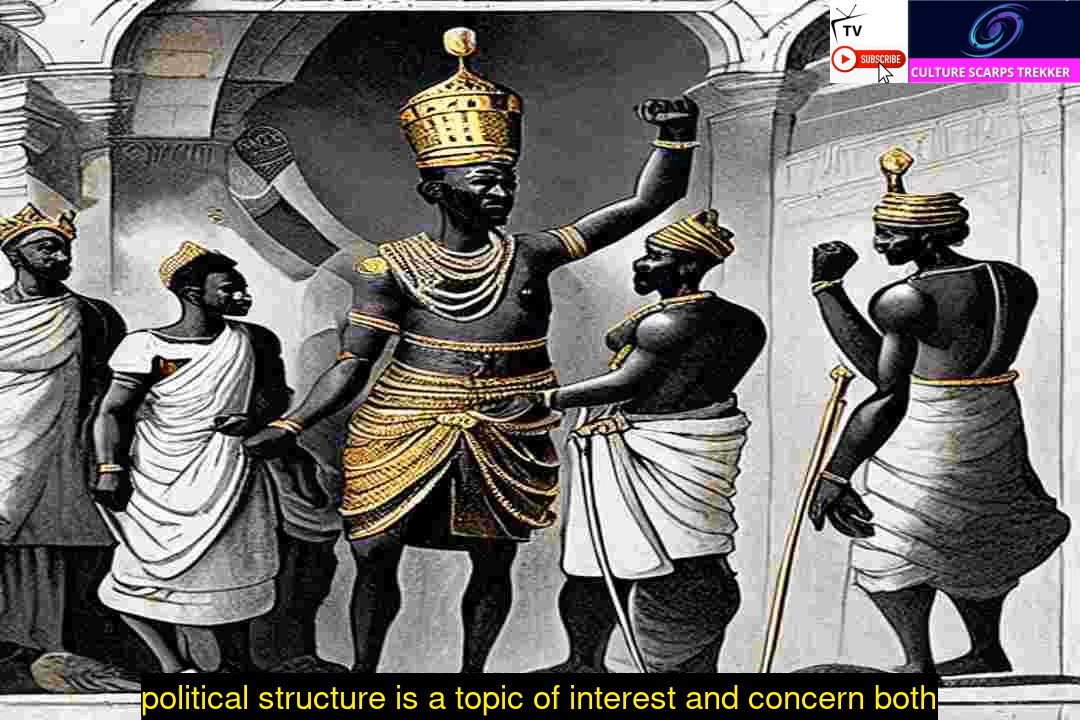 TV
SUBSCRIBE
CULTURE SCARPS TREKKER
political structure is a topic of interest and concern both